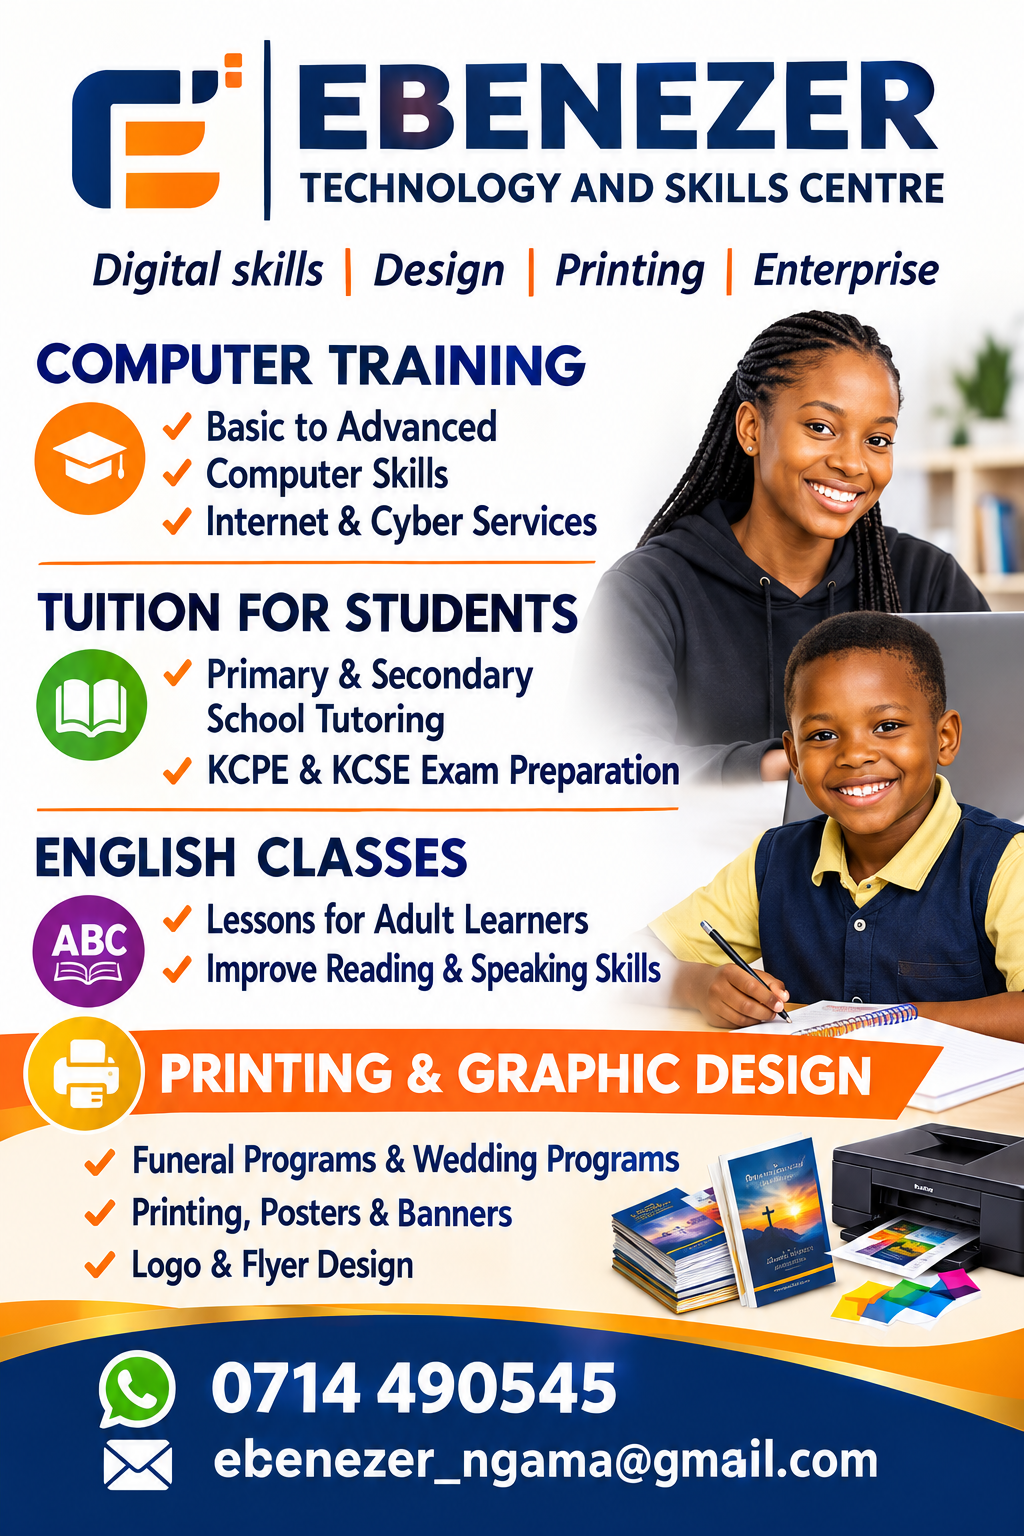 EBENEZER
TECHNOLOGY AND SKILLS CENTRE
Digital skills | Design | Printing | Enterprise
COMPUTER TRAINING
Basic to Advanced
Computer Skills
Internet & Cyber Services
TUITION FOR STUDENTS
Primary & Secondary
School Tutoring
KCPE & KCSE Exam Preparation
ENGLISH CLASSES
ABC
Lessons for Adult Learners
Improve Reading & Speaking Skills
PRINTING & GRAPHIC DESIGN
Funeral Programs & Wedding Programs
Printing, Posters & Banners
Logo & Flyer Design
0714 490545
ebenezer_ngama@gmail.com